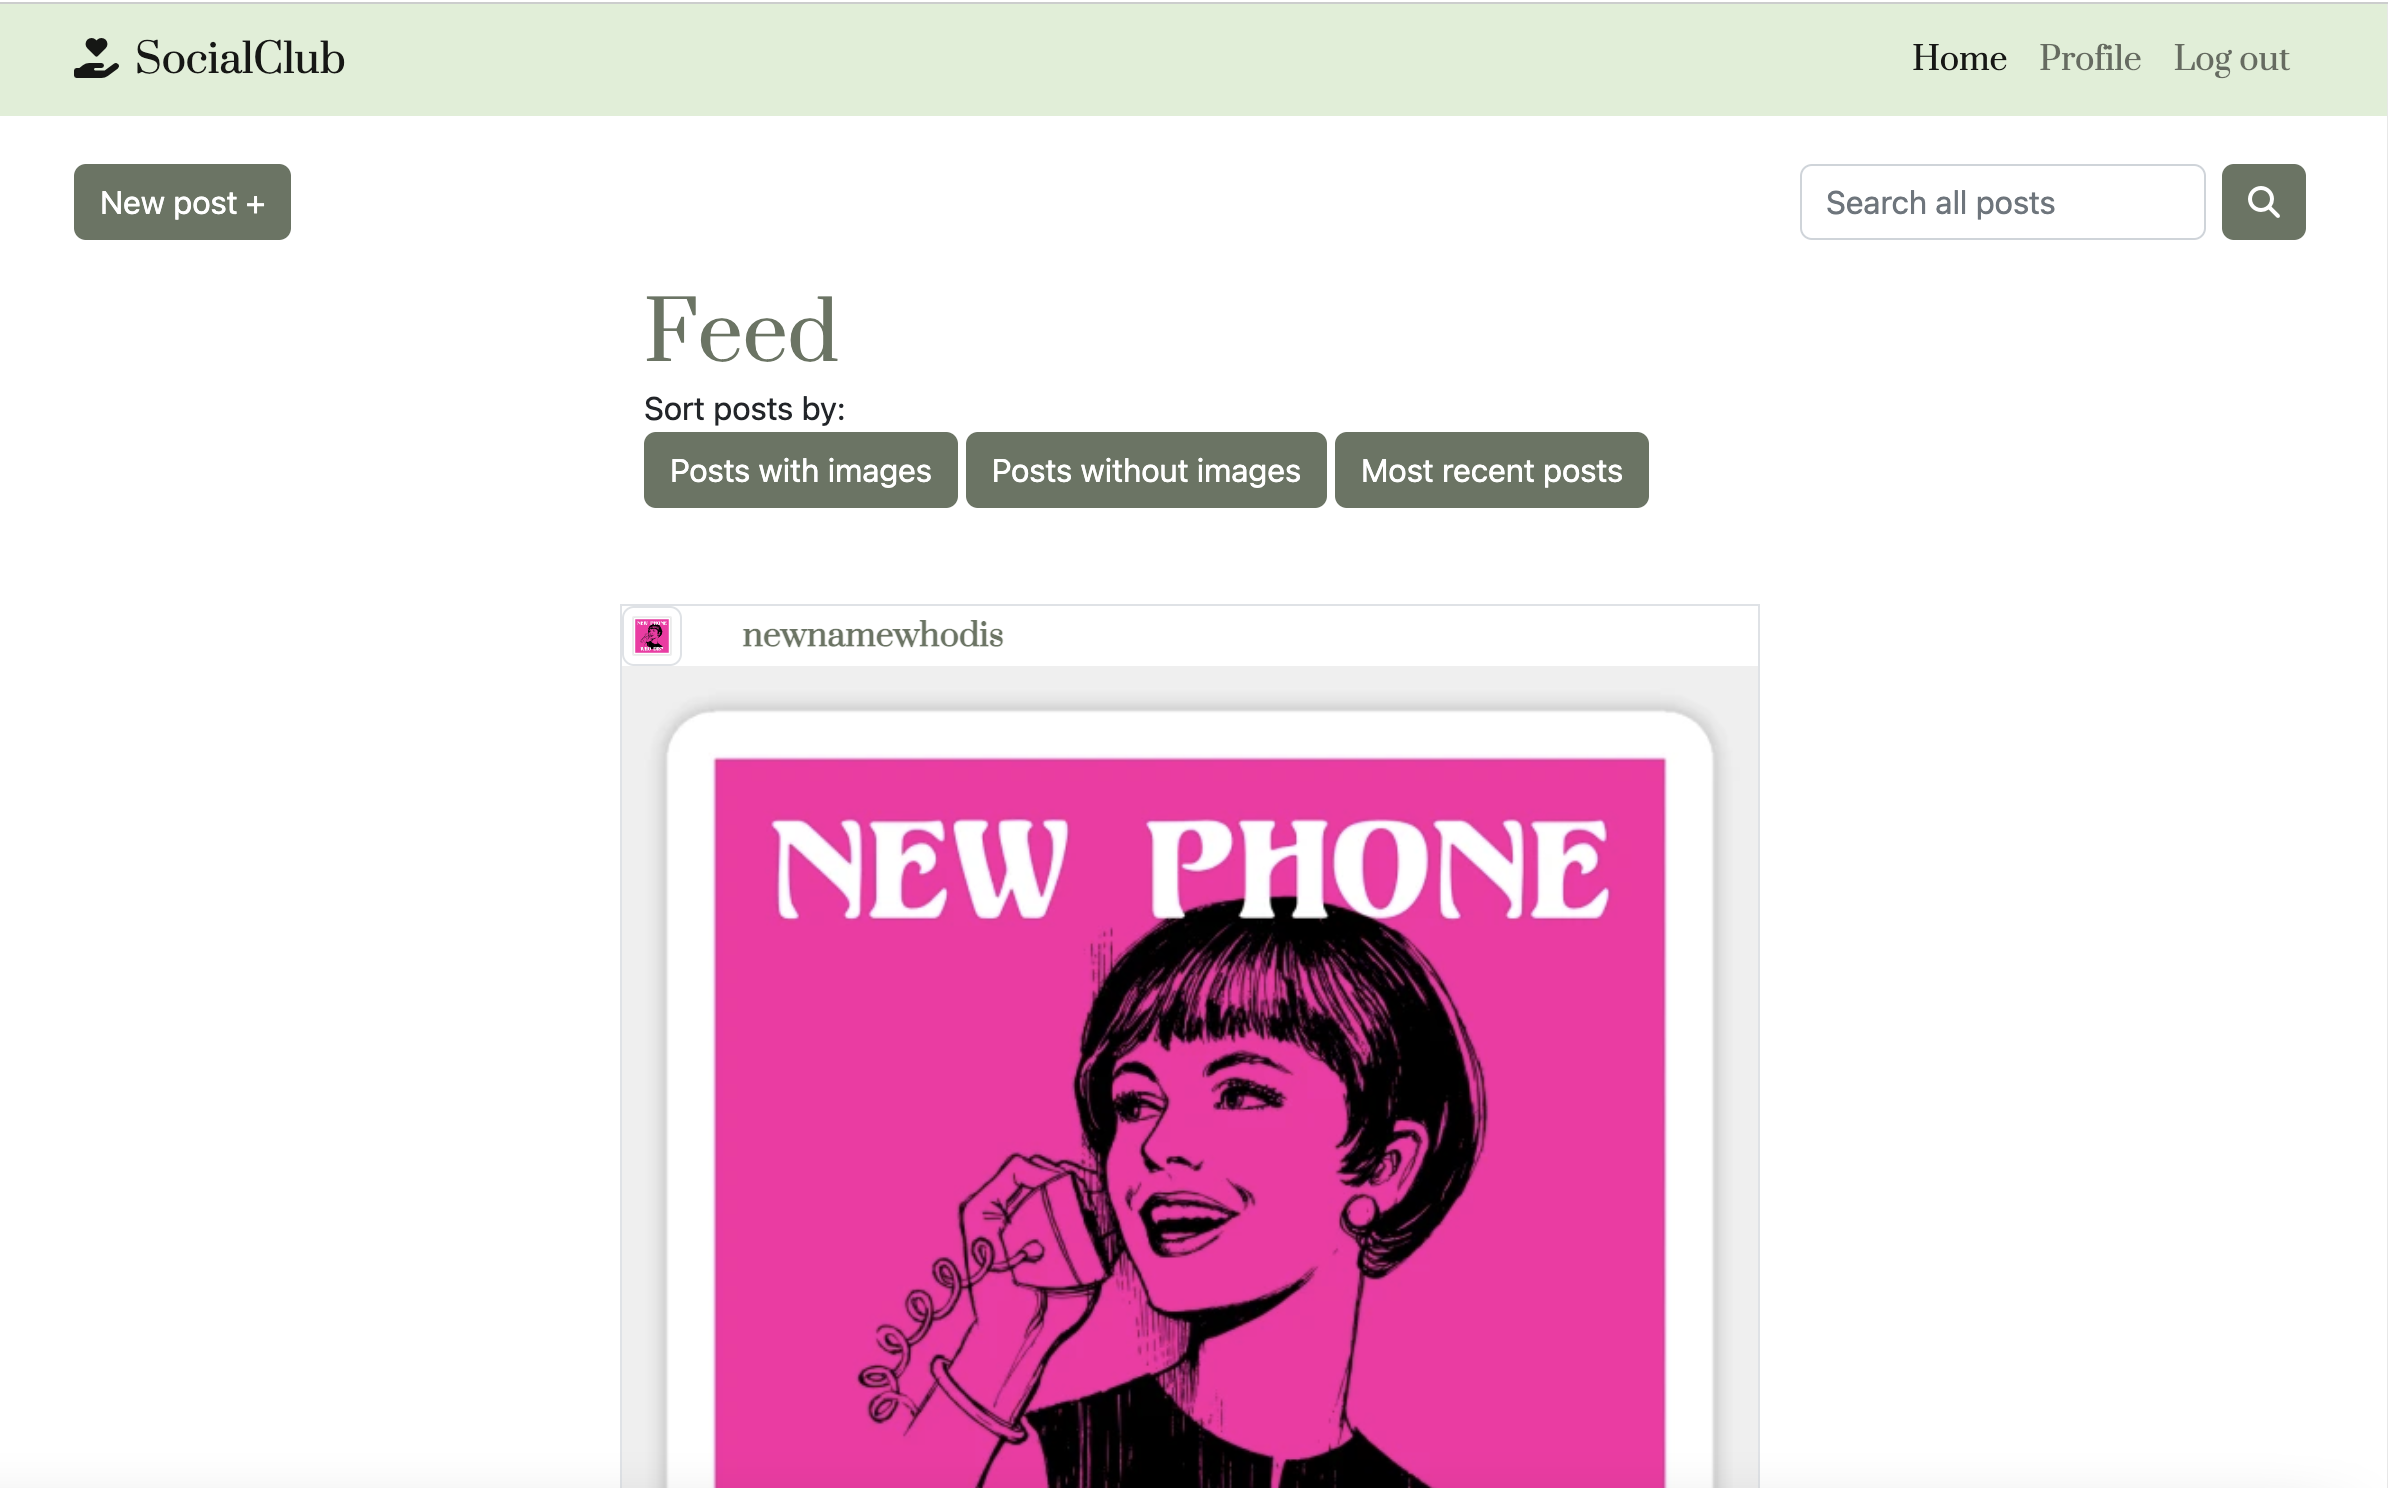 SocialClub
Home Profile Log out
New post +
Search all posts
Feed
Sort posts by:
Posts with images Posts without images Most recent posts
newnamewhodis
NEW PHONE